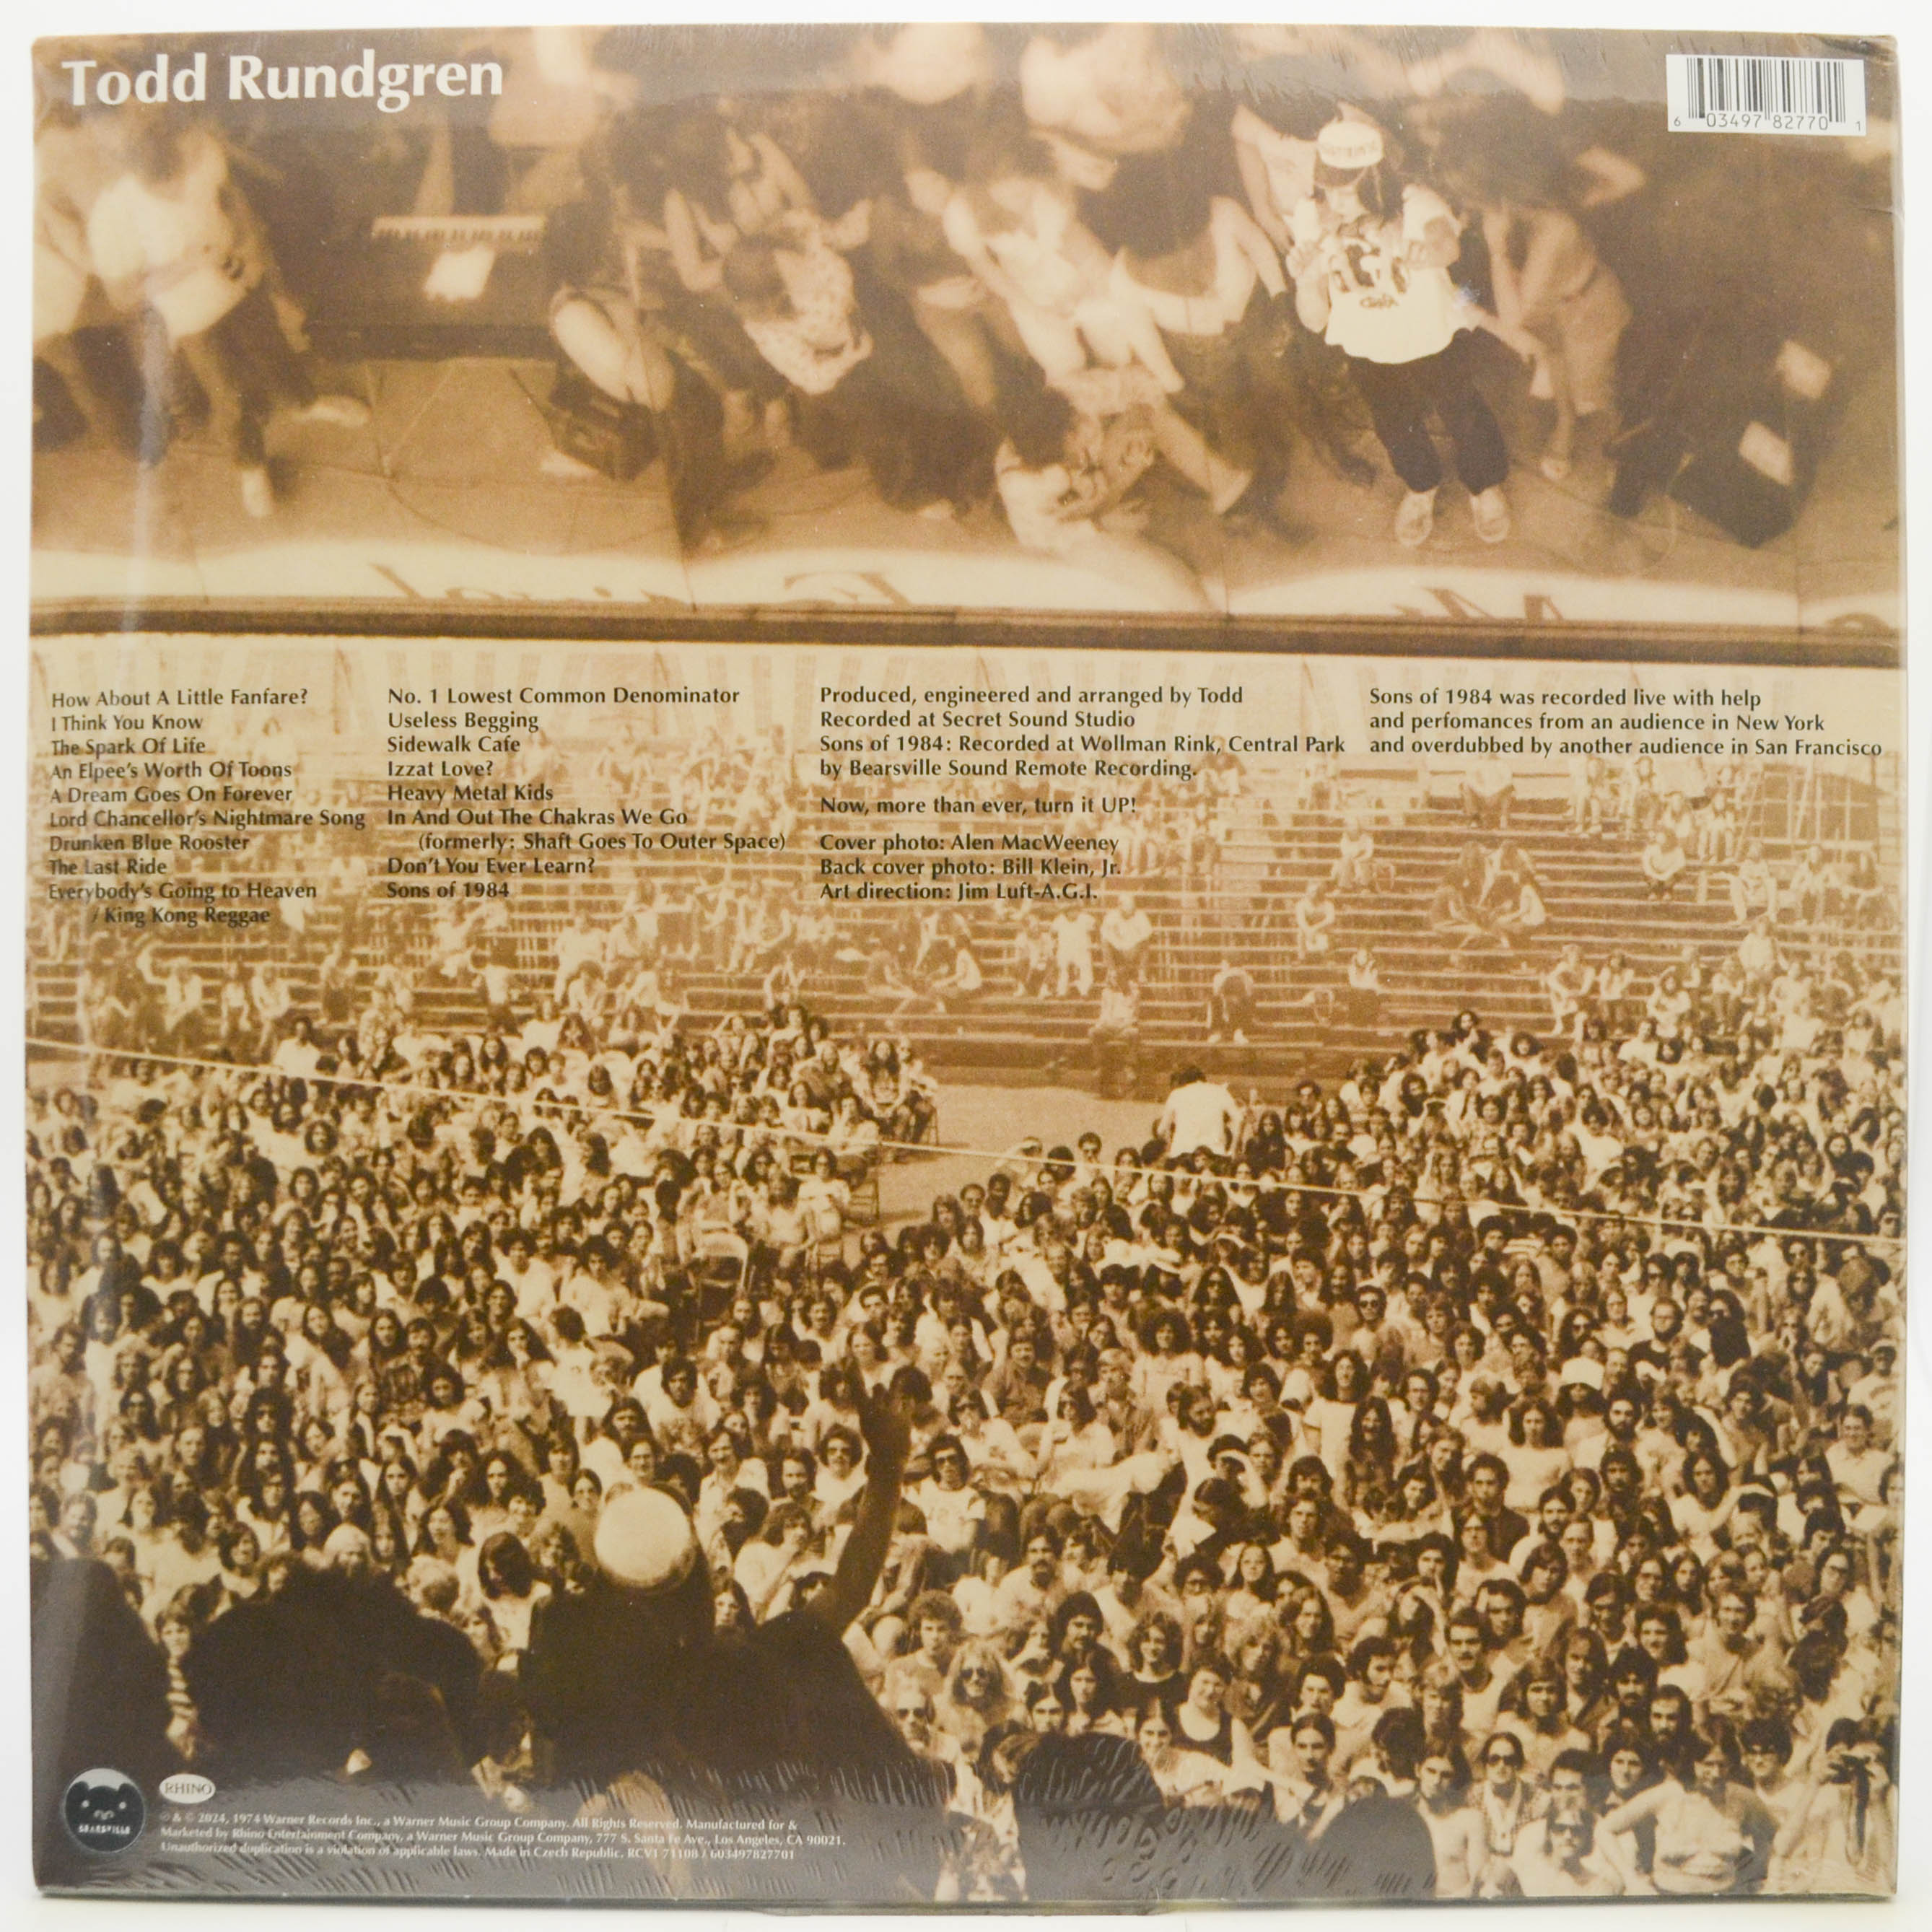 Todd Rundgren
6 03497 82770 1
How About A Little Fanfare?
I Think You Know
The Spark Of Life
An Elpee's Worth Of Toons
A Dream Goes On Forever
Lord Chancellor's Nightmare Song
Drunken Blue Rooster
The Last Ride
Everybody's Going to Heaven
/ King Kong Reggae
No. 1 Lowest Common Denominator
Useless Begging
Sidewalk Cafe
Izzat Love?
Heavy Metal Kids
In And Out The Chakras We Go
(formerly: Shaft Goes To Outer Space)
Don't You Ever Learn?
Sons of 1984
Produced, engineered and arranged by Todd
Recorded at Secret Sound Studio
Sons of 1984: Recorded at Wollman Rink, Central Park
by Bearsville Sound Remote Recording.
Now, more than ever, turn it UP!
Cover photo: Alen MacWeeney
Back cover photo: Bill Klein, Jr.
Art direction: Jim Luft-A.G.I.
Sons of 1984 was recorded live with help
and perfomances from an audience in New York
and overdubbed by another audience in San Francisco
BEARSVILLE
RHINO
℗ & © 2024, 1974 Warner Records Inc., a Warner Music Group Company. All Rights Reserved. Manufactured for &
Marketed by Rhino Entertainment Company, a Warner Music Group Company, 777 S. Santa Fe Ave., Los Angeles, CA 90021.
Unauthorized duplication is a violation of applicable laws. Made in Czech Republic. RCV1 71108 / 603497827701